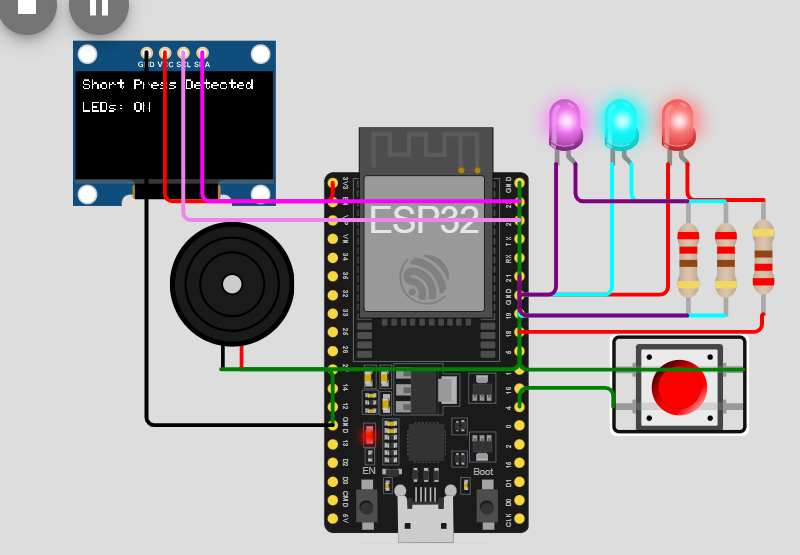 GND VCC SCL SDA
Short Press Detected
LEDs: ON
ESP32
3V3
EN
VP
VN
34
35
32
33
25
26
27
14
12
GND
13
D2
D3
CMD
5V
GND
23
22
TX
RX
21
GND
19
18
5
17
16
4
0
2
15
D1
D0
CLK
EN
Boot